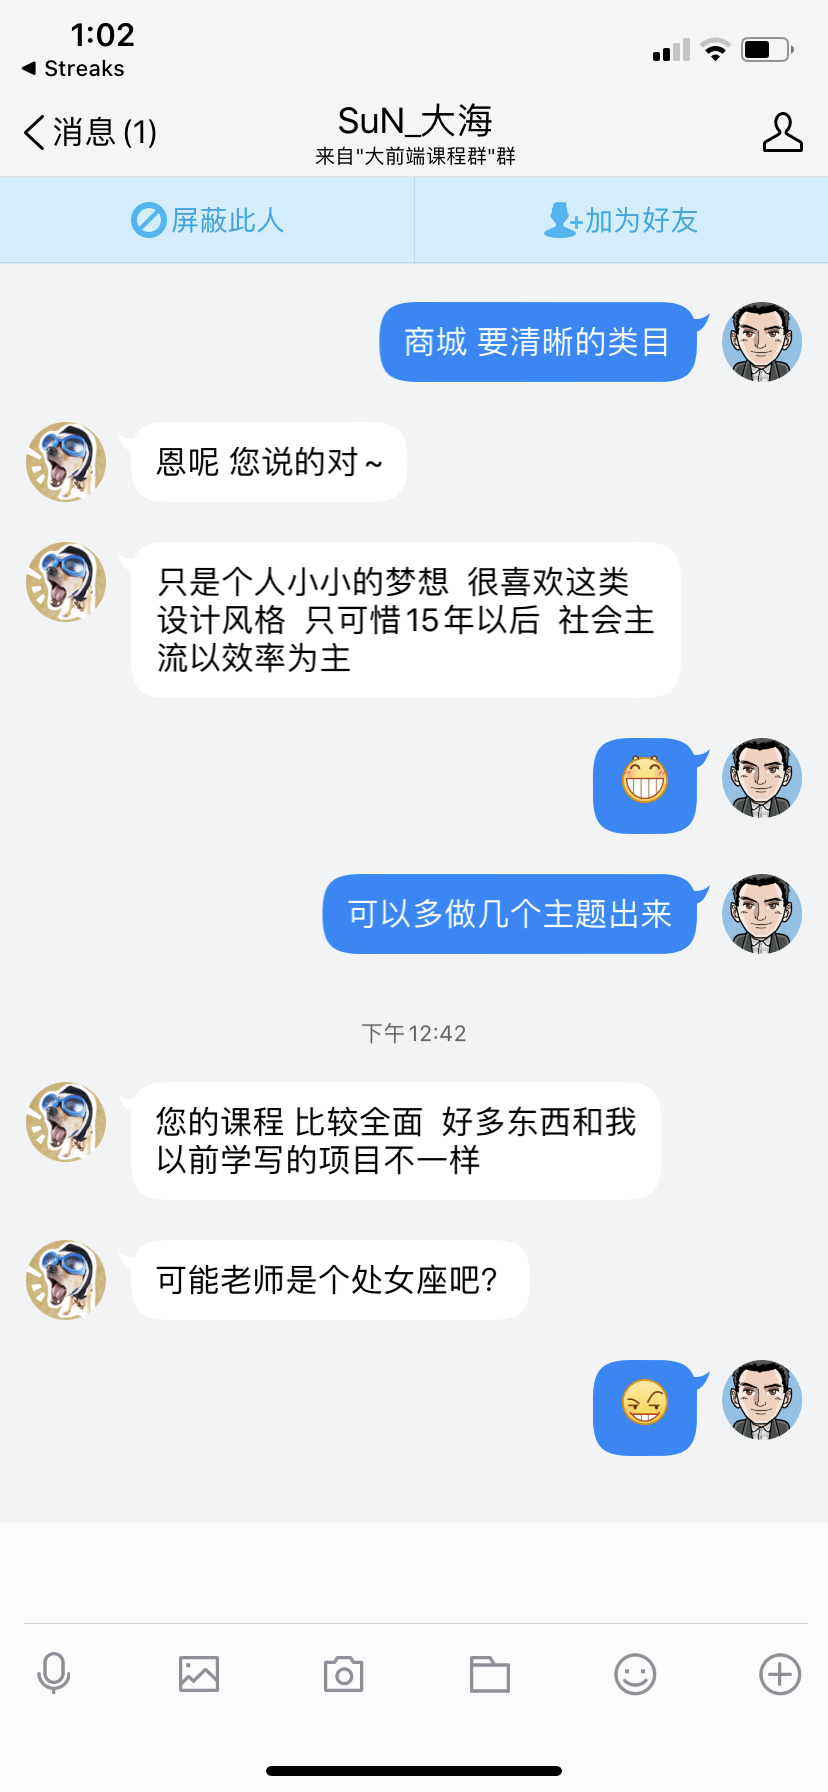 1:02
◀ Streaks
消息 (1)
SuN_大海
来自"大前端课程群"群
屏蔽此人
加为好友
商城 要清晰的类目
恩呢 您说的对~
只是个人小小的梦想 很喜欢这类
设计风格 只可惜15年以后 社会主
流以效率为主
可以多做几个主题出来
下午12:42
您的课程 比较全面 好多东西和我
以前学写的项目不一样
可能老师是个处女座吧?